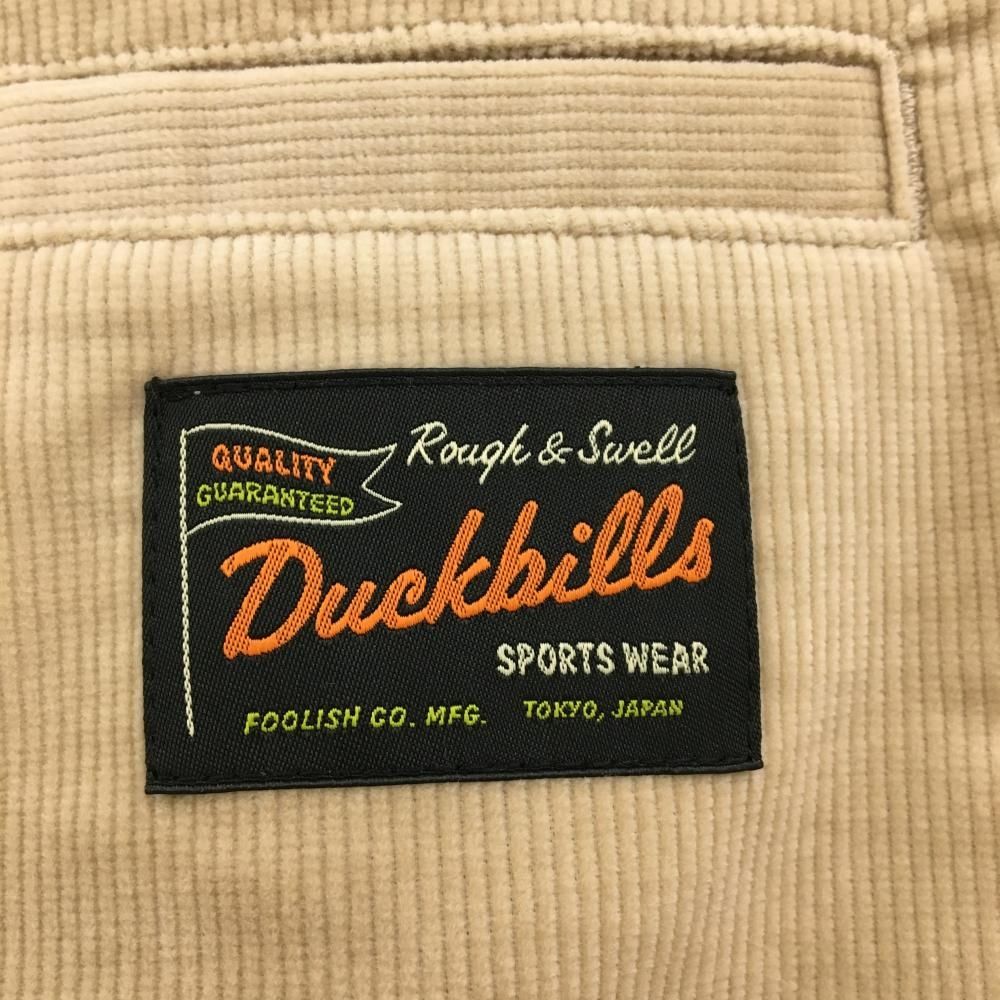 QUALITY
GUARANTEED
Rough & Swell
Duckbills
SPORTS WEAR
FOOLISH CO. MFG. TOKYO, JAPAN